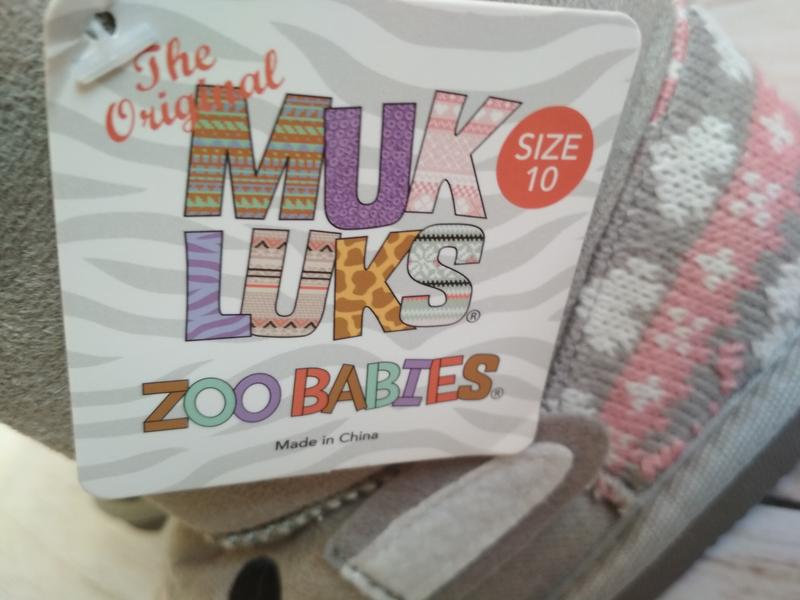 The
Original
MUK
LUKS®
SIZE
10
ZOO BABIES®
Made in China